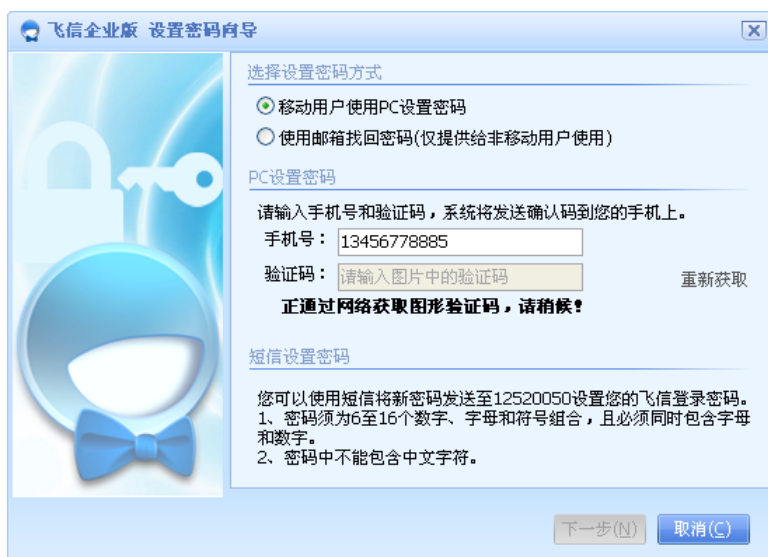 飞信企业版 设置密码向导
选择设置密码方式
移动用户使用PC设置密码
使用邮箱找回密码(仅提供给非移动用户使用)
PC设置密码
请输入手机号和验证码，系统将发送确认码到您的手机上。
手机号： 13456778885
验证码： 请输入图片中的验证码 重新获取
正通过网络获取图形验证码，请稍候！
短信设置密码
您可以使用短信将新密码发送至12520050设置您的飞信登录密码。
1、密码须为6至16个数字、字母和符号组合，且必须同时包含字母
和数字。
2、密码中不能包含中文字符。
下一步(N) 取消(C)